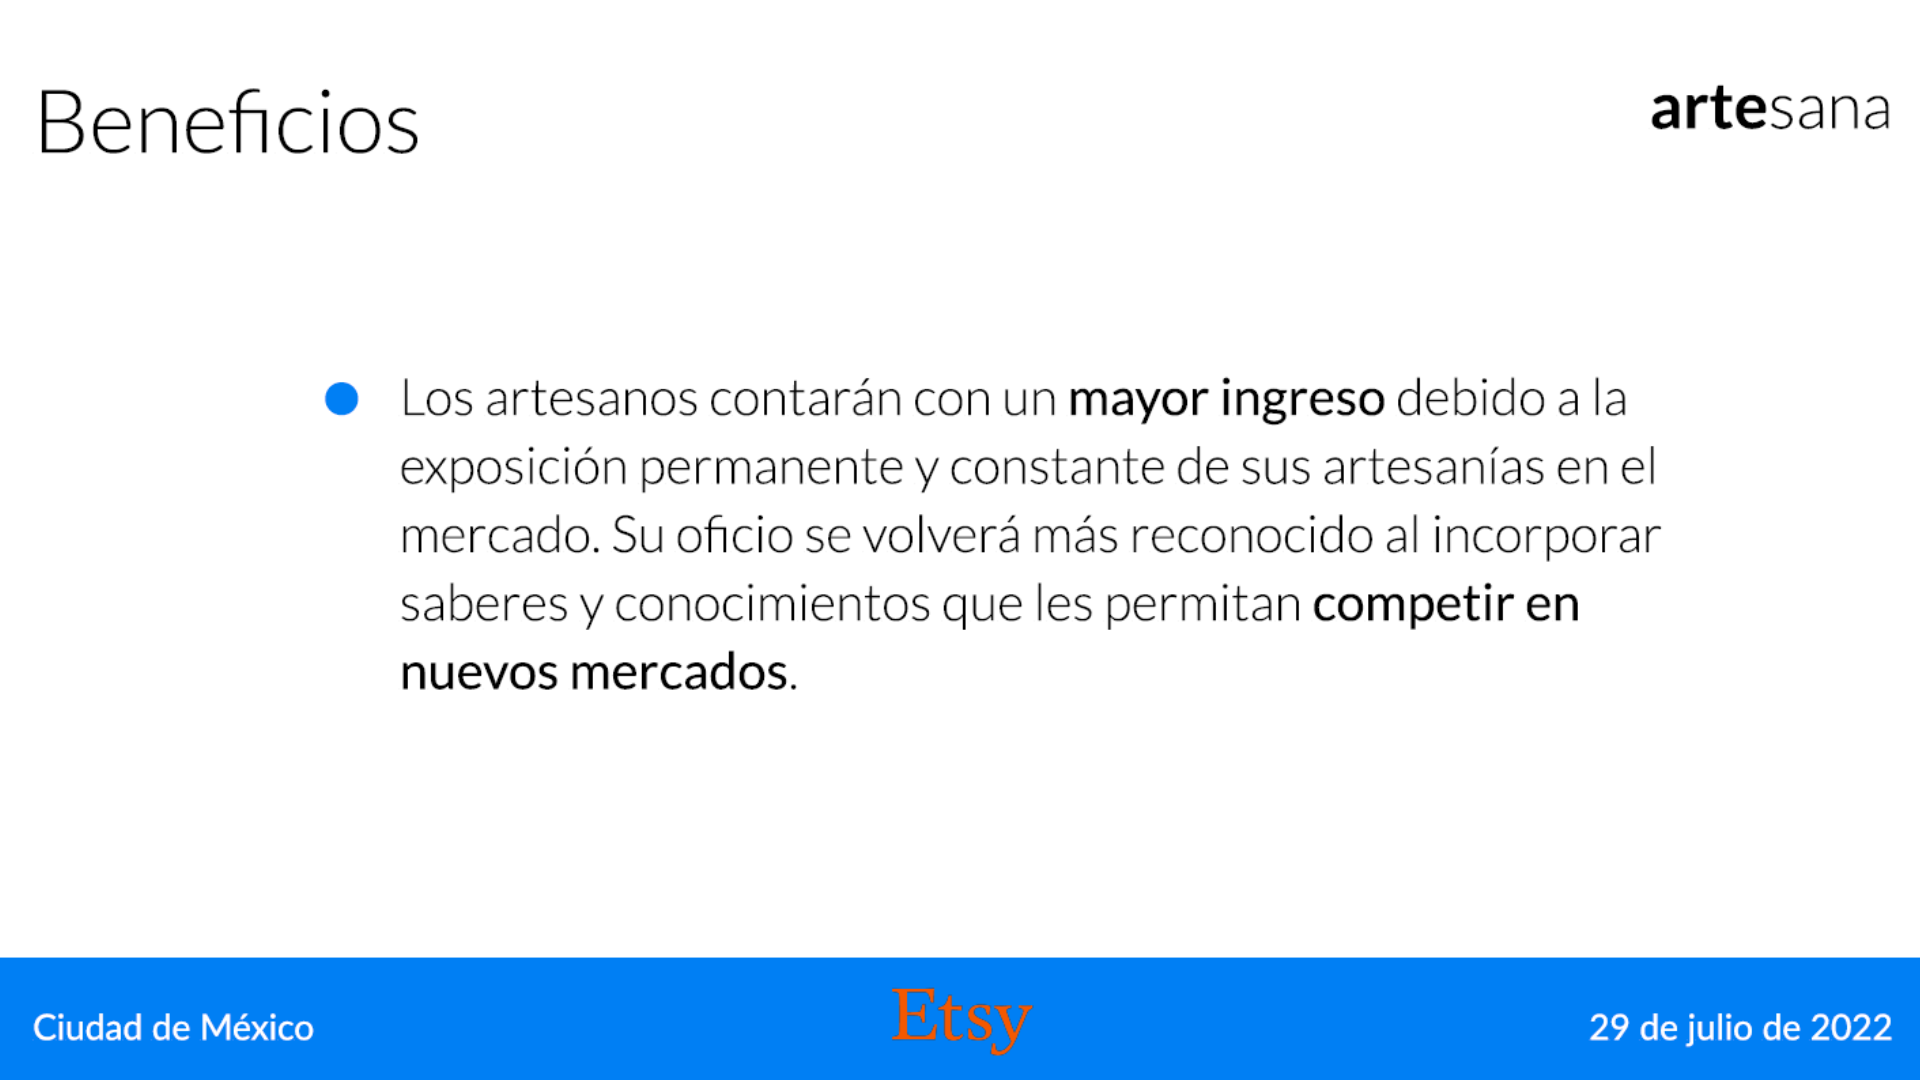 Beneficios
artesana
Los artesanos contarán con un mayor ingreso debido a la
exposición permanente y constante de sus artesanías en el
mercado. Su oficio se volverá más reconocido al incorporar
saberes y conocimientos que les permitan competir en
nuevos mercados.
Ciudad de México
Etsy
29 de julio de 2022